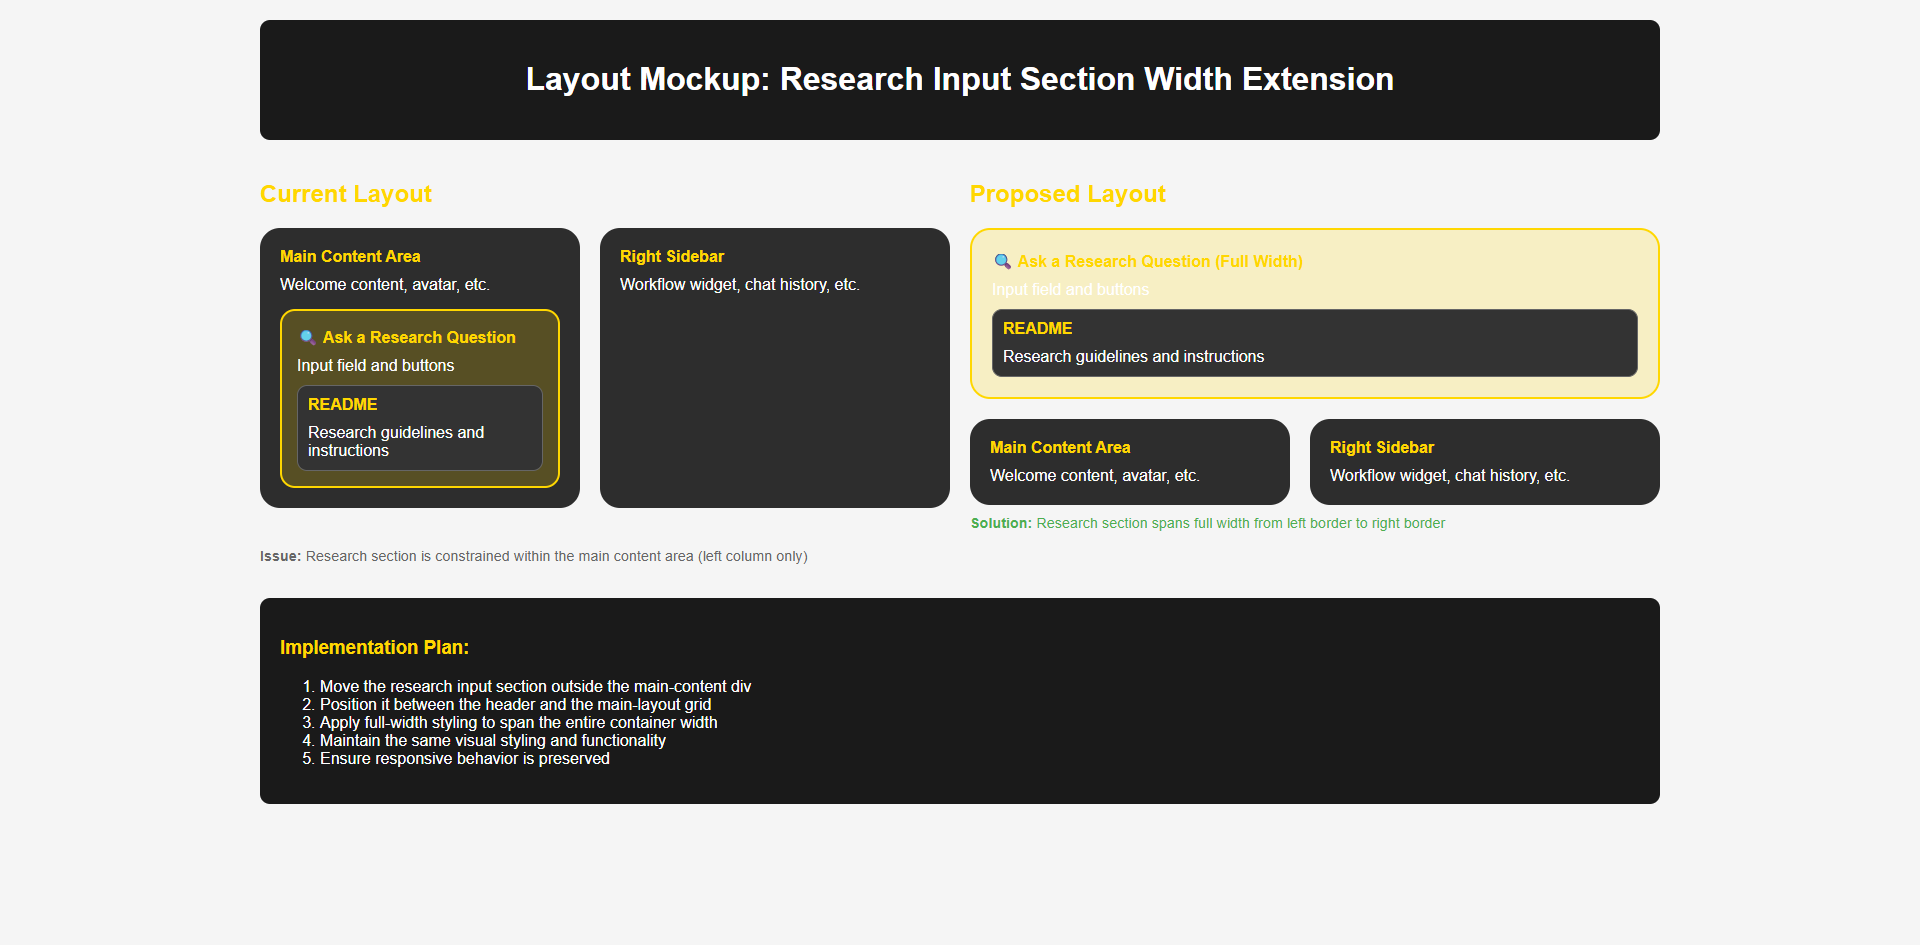 Layout Mockup: Research Input Section Width Extension
Current Layout
Main Content Area
Welcome content, avatar, etc.
🔍 Ask a Research Question
Input field and buttons
README
Research guidelines and
instructions
Right Sidebar
Workflow widget, chat history, etc.
Issue: Research section is constrained within the main content area (left column only)
Proposed Layout
🔍 Ask a Research Question (Full Width)
Input field and buttons
README
Research guidelines and instructions
Main Content Area
Welcome content, avatar, etc.
Right Sidebar
Workflow widget, chat history, etc.
Solution: Research section spans full width from left border to right border
Implementation Plan:
1. Move the research input section outside the main-content div
2. Position it between the header and the main-layout grid
3. Apply full-width styling to span the entire container width
4. Maintain the same visual styling and functionality
5. Ensure responsive behavior is preserved